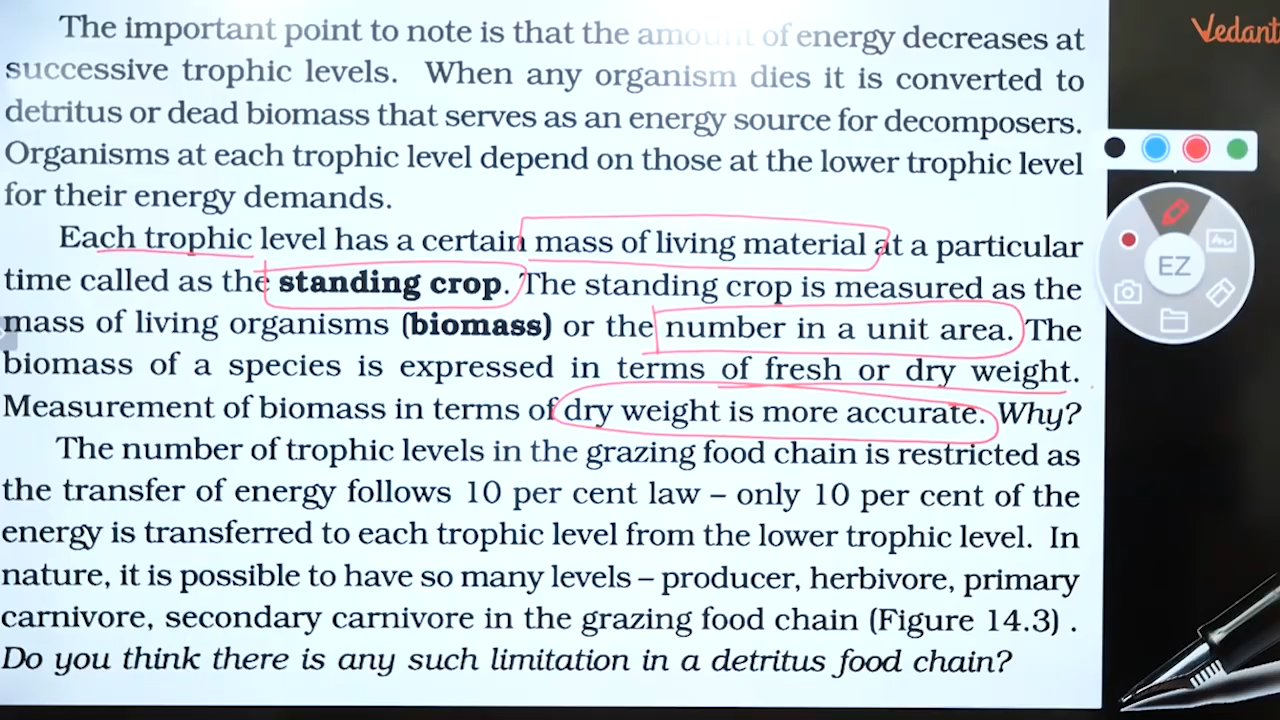 The important point to note is that the amount of energy decreases at
successive trophic levels. When any organism dies it is converted to
detritus or dead biomass that serves as an energy source for decomposers.
Organisms at each trophic level depend on those at the lower trophic level
for their energy demands.
Each trophic level has a certain mass of living material at a particular
time called as the standing crop. The standing crop is measured as the
mass of living organisms (biomass) or the number in a unit area. The
biomass of a species is expressed in terms of fresh or dry weight.
Measurement of biomass in terms of dry weight is more accurate. Why?
The number of trophic levels in the grazing food chain is restricted as
the transfer of energy follows 10 per cent law – only 10 per cent of the
energy is transferred to each trophic level from the lower trophic level. In
nature, it is possible to have so many levels – producer, herbivore, primary
carnivore, secondary carnivore in the grazing food chain (Figure 14.3) .
Do you think there is any such limitation in a detritus food chain?
Vedant
EZ